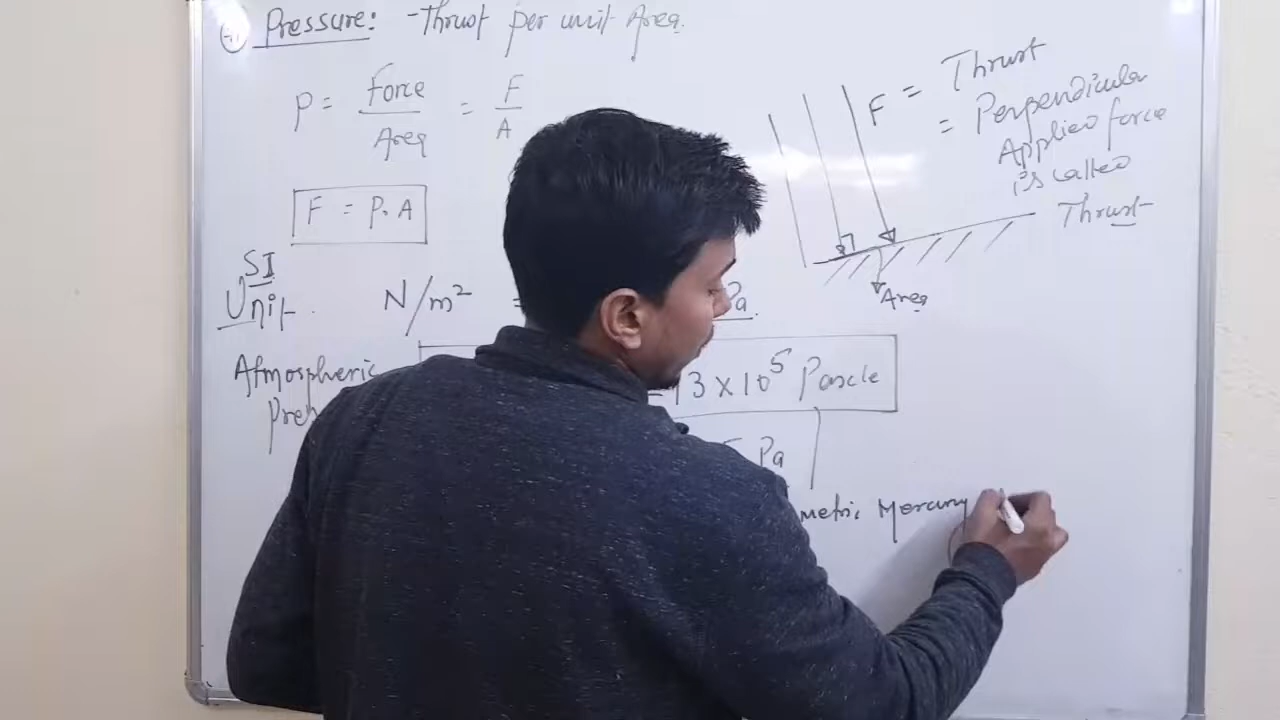 Pressure: - Thrust per unit Area.
P = Force / Area = F / A
F = P. A
SI
Unit. N/m² = Pa.
Atmospheric
13 x 10⁵ Pascle
Pa
metric Mercury
F = Thrust
= Perpendicular
Applied force
is called
Thrust
Area